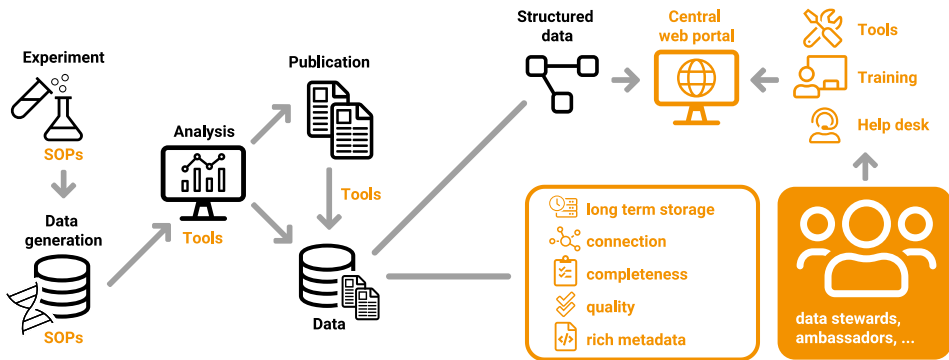 Experiment
SOPs
Data
generation
SOPs
Analysis
Tools
Publication
Tools
Data
Structured
data
Central
web portal
Tools
Training
Help desk
long term storage
connection
completeness
quality
rich metadata
data stewards,
ambassadors, ...